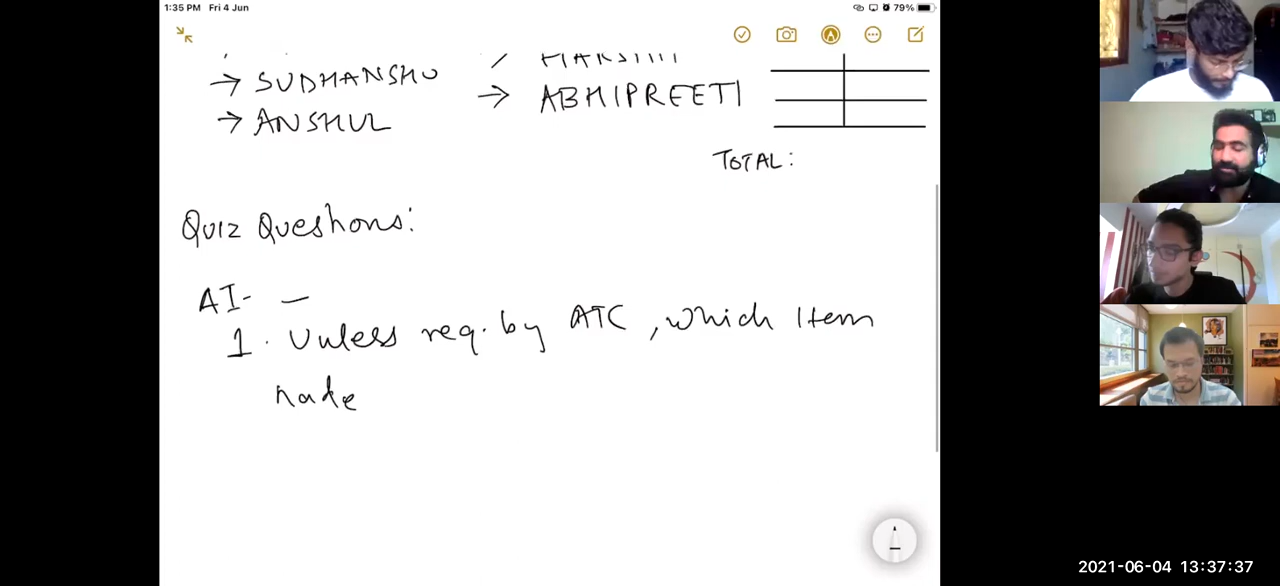 1:35 PM Fri 4 Jun
79%
→ SUDHANSHU
→ ABHIPREETI
→ ANSHUL
TOTAL:
Quiz Questions:
AI- —
1. Unless req. by ATC, which item
made
2021-06-04 13:37:37